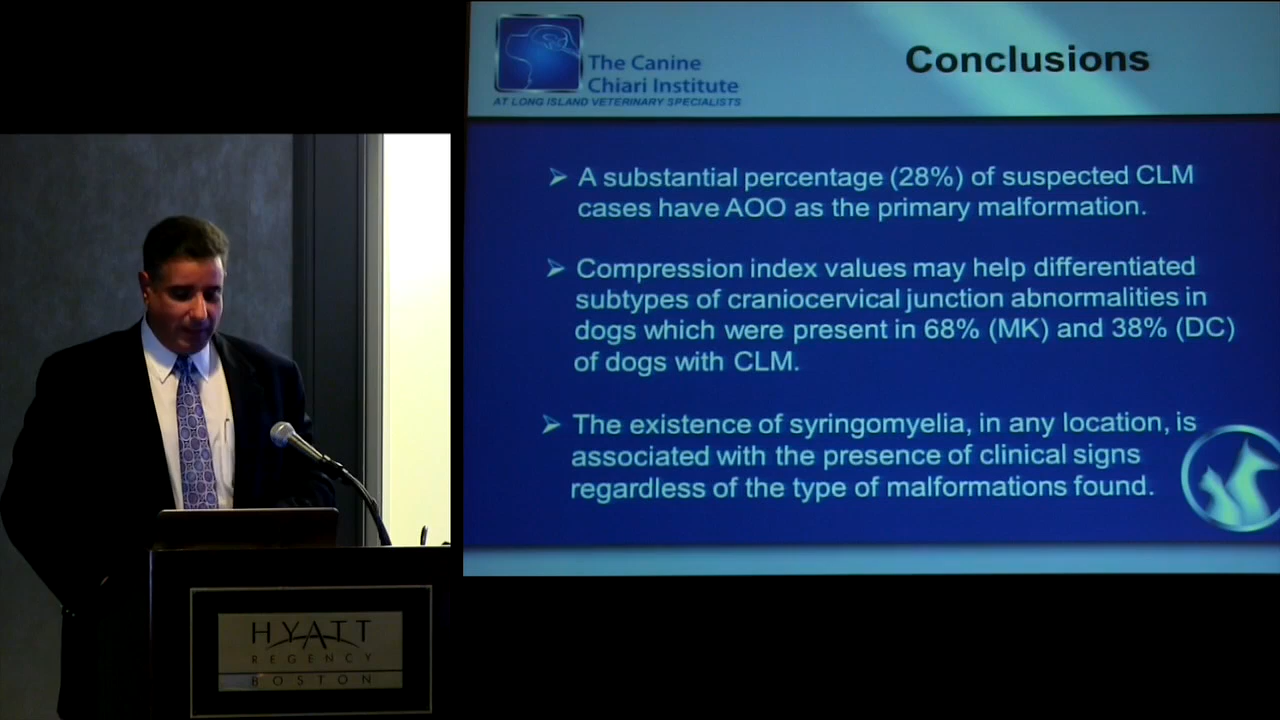 The Canine
Chiari Institute
AT LONG ISLAND VETERINARY SPECIALISTS
Conclusions
➢ A substantial percentage (28%) of suspected CLM
cases have AOO as the primary malformation.
➢ Compression index values may help differentiated
subtypes of craniocervical junction abnormalities in
dogs which were present in 68% (MK) and 38% (DC)
of dogs with CLM.
➢ The existence of syringomyelia, in any location, is
associated with the presence of clinical signs
regardless of the type of malformations found.
HYATT
REGENCY
BOSTON